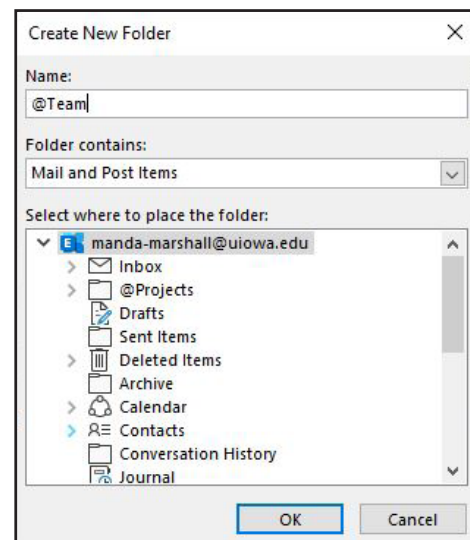 Create New Folder
Name:
@Team
Folder contains:
Mail and Post Items
Select where to place the folder:
manda-marshall@uiowa.edu
Inbox
@Projects
Drafts
Sent Items
Deleted Items
Archive
Calendar
Contacts
Conversation History
Journal
OK
Cancel